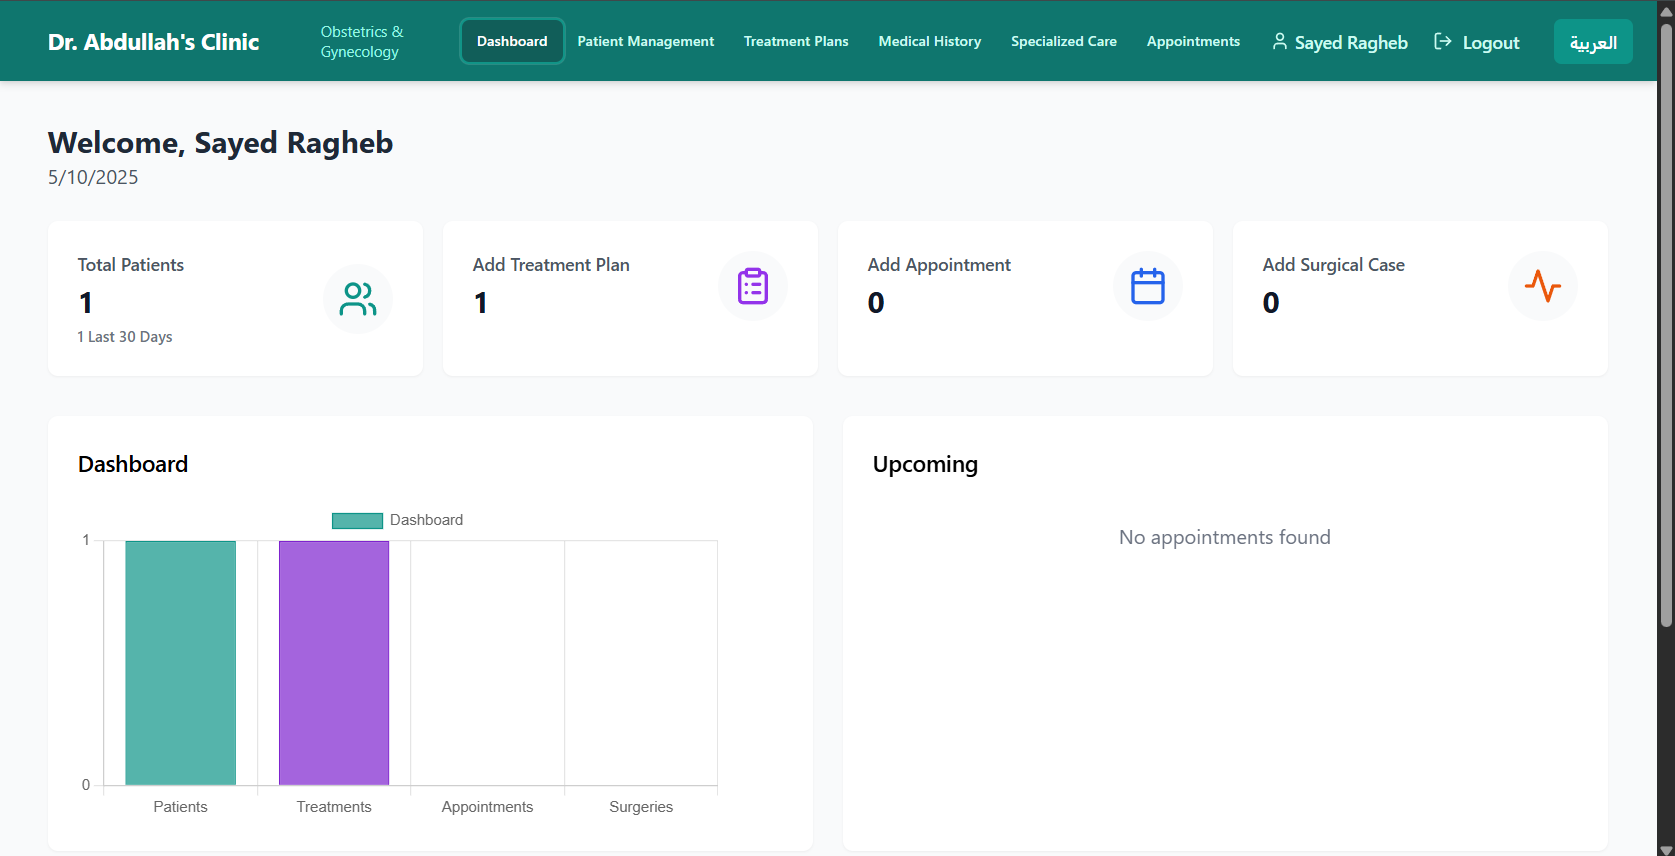 Dr. Abdullah's Clinic
Obstetrics &
Gynecology
Dashboard
Patient Management
Treatment Plans
Medical History
Specialized Care
Appointments
Sayed Ragheb
Logout
العربية
Welcome, Sayed Ragheb
5/10/2025
Total Patients
1
1 Last 30 Days
Add Treatment Plan
1
Add Appointment
0
Add Surgical Case
0
Dashboard
Dashboard
1
0
Patients
Treatments
Appointments
Surgeries
Upcoming
No appointments found